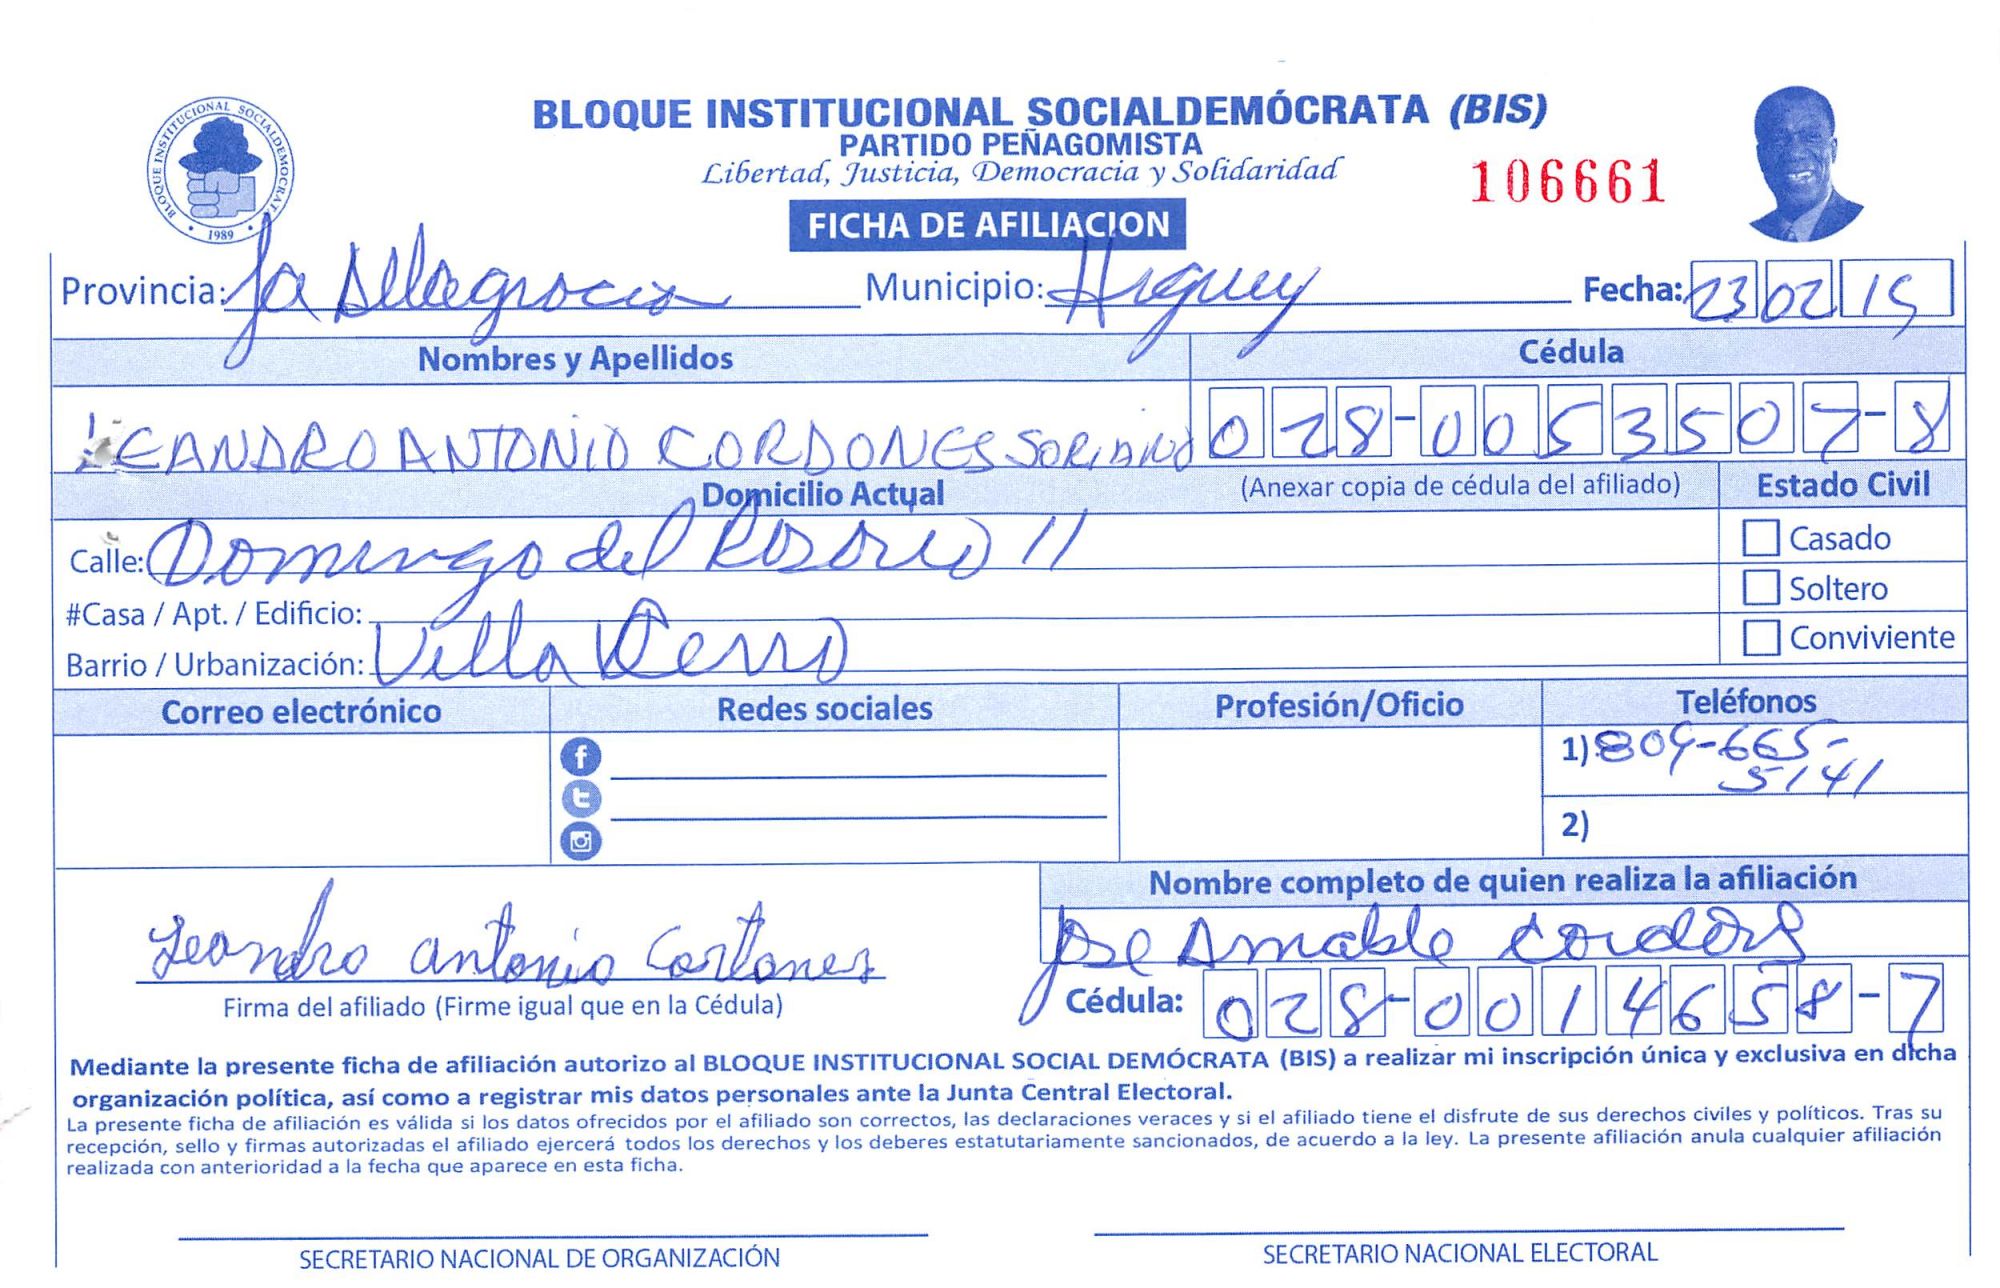 BLOQUE INSTITUCIONAL SOCIALDEMOCRATA
1989
BLOQUE INSTITUCIONAL SOCIALDEMÓCRATA (BIS)
PARTIDO PEÑAGOMISTA
Libertad, Justicia, Democracia y Solidaridad
106661
FICHA DE AFILIACION
Provincia: La Altagracia Municipio: Higuey Fecha: 23 02 19
Nombres y Apellidos Cédula
LEANDRO ANTONIO CORDONES SORIANO 028-0053507-8
Domicilio Actual (Anexar copia de cédula del afiliado) Estado Civil
Calle: Domingo del Rosario 11 Casado
#Casa / Apt. / Edificio: Soltero
Barrio / Urbanización: Villa Cerro Conviviente
Correo electrónico Redes sociales Profesión/Oficio Teléfonos
1) 809-665-
5141
2)
Nombre completo de quien realiza la afiliación
Jose Amable Cordons
Leandro Antonio Cortones
Firma del afiliado (Firme igual que en la Cédula) Cédula: 028-0014658-7
Mediante la presente ficha de afiliación autorizo al BLOQUE INSTITUCIONAL SOCIAL DEMÓCRATA (BIS) a realizar mi inscripción única y exclusiva en dicha
organización política, así como a registrar mis datos personales ante la Junta Central Electoral.
La presente ficha de afiliación es válida si los datos ofrecidos por el afiliado son correctos, las declaraciones veraces y si el afiliado tiene el disfrute de sus derechos civiles y políticos. Tras su
recepción, sello y firmas autorizadas el afiliado ejercerá todos los derechos y los deberes estatutariamente sancionados, de acuerdo a la ley. La presente afiliación anula cualquier afiliación
realizada con anterioridad a la fecha que aparece en esta ficha.
SECRETARIO NACIONAL DE ORGANIZACIÓN SECRETARIO NACIONAL ELECTORAL